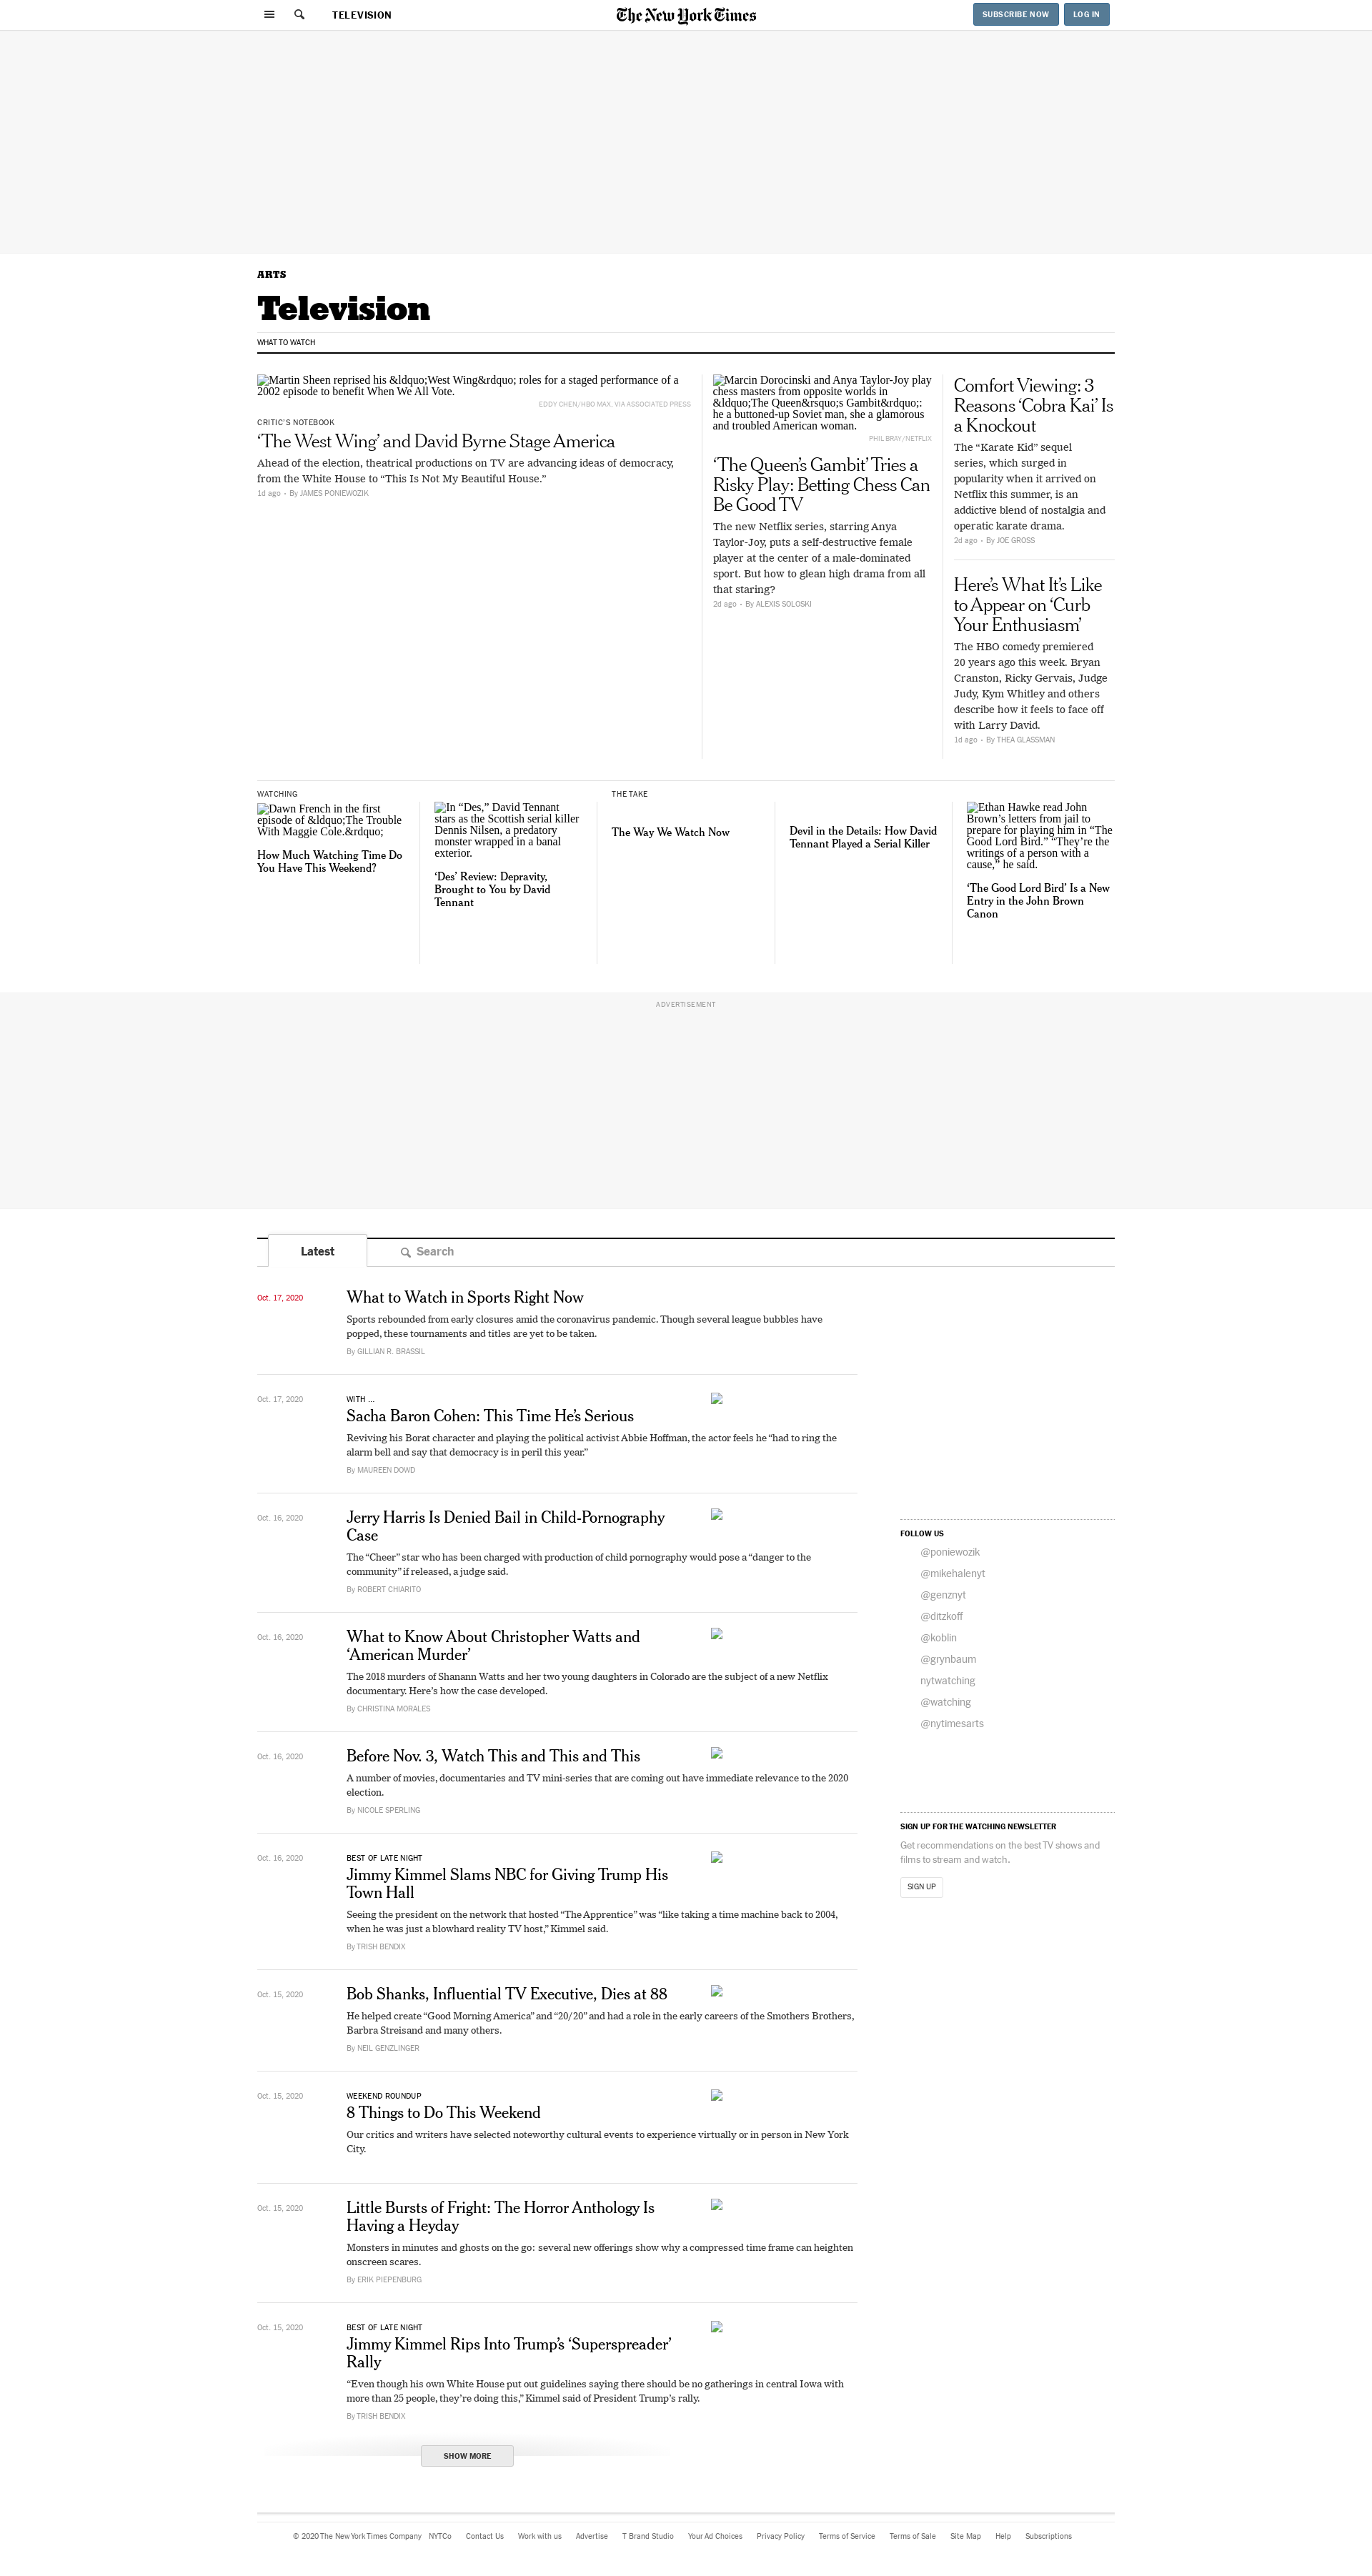 TELEVISION
The New York Times
SUBSCRIBE NOW
LOG IN
ARTS
Television
WHAT TO WATCH
Martin Sheen reprised his &ldquo;West Wing&rdquo; roles for a staged performance of a
2002 episode to benefit When We All Vote.
EDDY CHEN/HBO MAX, VIA ASSOCIATED PRESS
CRITIC'S NOTEBOOK
‘The West Wing’ and David Byrne Stage America
Ahead of the election, theatrical productions on TV are advancing ideas of democracy,
from the White House to “This Is Not My Beautiful House.”
1d ago • By JAMES PONIEWOZIK
Marcin Dorocinski and Anya Taylor-Joy play
chess masters from opposite worlds in
&ldquo;The Queen&rsquo;s Gambit&rdquo;:
he a buttoned-up Soviet man, she a glamorous
and troubled American woman.
PHIL BRAY/NETFLIX
‘The Queen’s Gambit’ Tries a
Risky Play: Betting Chess Can
Be Good TV
The new Netflix series, starring Anya
Taylor-Joy, puts a self-destructive female
player at the center of a male-dominated
sport. But how to glean high drama from all
that staring?
2d ago • By ALEXIS SOLOSKI
Comfort Viewing: 3
Reasons ‘Cobra Kai’ Is
a Knockout
The “Karate Kid” sequel
series, which surged in
popularity when it arrived on
Netflix this summer, is an
addictive blend of nostalgia and
operatic karate drama.
2d ago • By JOE GROSS
Here’s What It’s Like
to Appear on ‘Curb
Your Enthusiasm’
The HBO comedy premiered
20 years ago this week. Bryan
Cranston, Ricky Gervais, Judge
Judy, Kym Whitley and others
describe how it feels to face off
with Larry David.
1d ago • By THEA GLASSMAN
WATCHING
Dawn French in the first
episode of &ldquo;The Trouble
With Maggie Cole.&rdquo;
How Much Watching Time Do
You Have This Weekend?
In “Des,” David Tennant
stars as the Scottish serial killer
Dennis Nilsen, a predatory
monster wrapped in a banal
exterior.
‘Des’ Review: Depravity,
Brought to You by David
Tennant
THE TAKE
The Way We Watch Now
Devil in the Details: How David
Tennant Played a Serial Killer
Ethan Hawke read John
Brown’s letters from jail to
prepare for playing him in “The
Good Lord Bird.” “They’re the
writings of a person with a
cause,” he said.
‘The Good Lord Bird’ Is a New
Entry in the John Brown
Canon
ADVERTISEMENT
Latest
Search
Oct. 17, 2020
What to Watch in Sports Right Now
Sports rebounded from early closures amid the coronavirus pandemic. Though several league bubbles have
popped, these tournaments and titles are yet to be taken.
By GILLIAN R. BRASSIL
Oct. 17, 2020
WITH ...
Sacha Baron Cohen: This Time He’s Serious
Reviving his Borat character and playing the political activist Abbie Hoffman, the actor feels he “had to ring the
alarm bell and say that democracy is in peril this year.”
By MAUREEN DOWD
Oct. 16, 2020
Jerry Harris Is Denied Bail in Child-Pornography
Case
The “Cheer” star who has been charged with production of child pornography would pose a “danger to the
community” if released, a judge said.
By ROBERT CHIARITO
Oct. 16, 2020
What to Know About Christopher Watts and
‘American Murder’
The 2018 murders of Shanann Watts and her two young daughters in Colorado are the subject of a new Netflix
documentary. Here’s how the case developed.
By CHRISTINA MORALES
Oct. 16, 2020
Before Nov. 3, Watch This and This and This
A number of movies, documentaries and TV mini-series that are coming out have immediate relevance to the 2020
election.
By NICOLE SPERLING
Oct. 16, 2020
BEST OF LATE NIGHT
Jimmy Kimmel Slams NBC for Giving Trump His
Town Hall
Seeing the president on the network that hosted “The Apprentice” was “like taking a time machine back to 2004,
when he was just a blowhard reality TV host,” Kimmel said.
By TRISH BENDIX
Oct. 15, 2020
Bob Shanks, Influential TV Executive, Dies at 88
He helped create “Good Morning America” and “20/20” and had a role in the early careers of the Smothers Brothers,
Barbra Streisand and many others.
By NEIL GENZLINGER
Oct. 15, 2020
WEEKEND ROUNDUP
8 Things to Do This Weekend
Our critics and writers have selected noteworthy cultural events to experience virtually or in person in New York
City.
Oct. 15, 2020
Little Bursts of Fright: The Horror Anthology Is
Having a Heyday
Monsters in minutes and ghosts on the go: several new offerings show why a compressed time frame can heighten
onscreen scares.
By ERIK PIEPENBURG
Oct. 15, 2020
BEST OF LATE NIGHT
Jimmy Kimmel Rips Into Trump’s ‘Superspreader’
Rally
“Even though his own White House put out guidelines saying there should be no gatherings in central Iowa with
more than 25 people, they’re doing this,” Kimmel said of President Trump’s rally.
By TRISH BENDIX
SHOW MORE
FOLLOW US
@poniewozik
@mikehalenyt
@genznyt
@ditzkoff
@koblin
@grynbaum
nytwatching
@watching
@nytimesarts
SIGN UP FOR THE WATCHING NEWSLETTER
Get recommendations on the best TV shows and
films to stream and watch.
SIGN UP
© 2020 The New York Times Company NYTCo Contact Us Work with us Advertise T Brand Studio Your Ad Choices Privacy Policy Terms of Service Terms of Sale Site Map Help Subscriptions